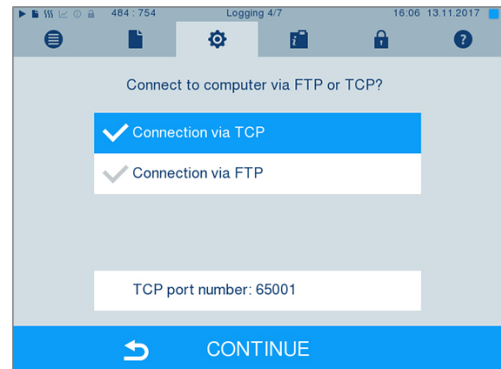 484 : 754 Logging 4/7 16:06 13.11.2017
Connect to computer via FTP or TCP?
Connection via TCP
Connection via FTP
TCP port number: 65001
CONTINUE